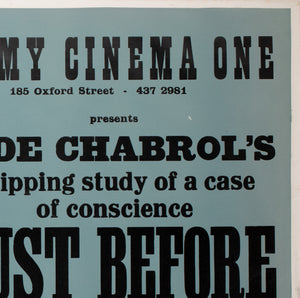 MY CINEMA ONE
185 Oxford Street - 437 2981
presents
DE CHABROL'S
ipping study of a case
of conscience
UST BEFORE